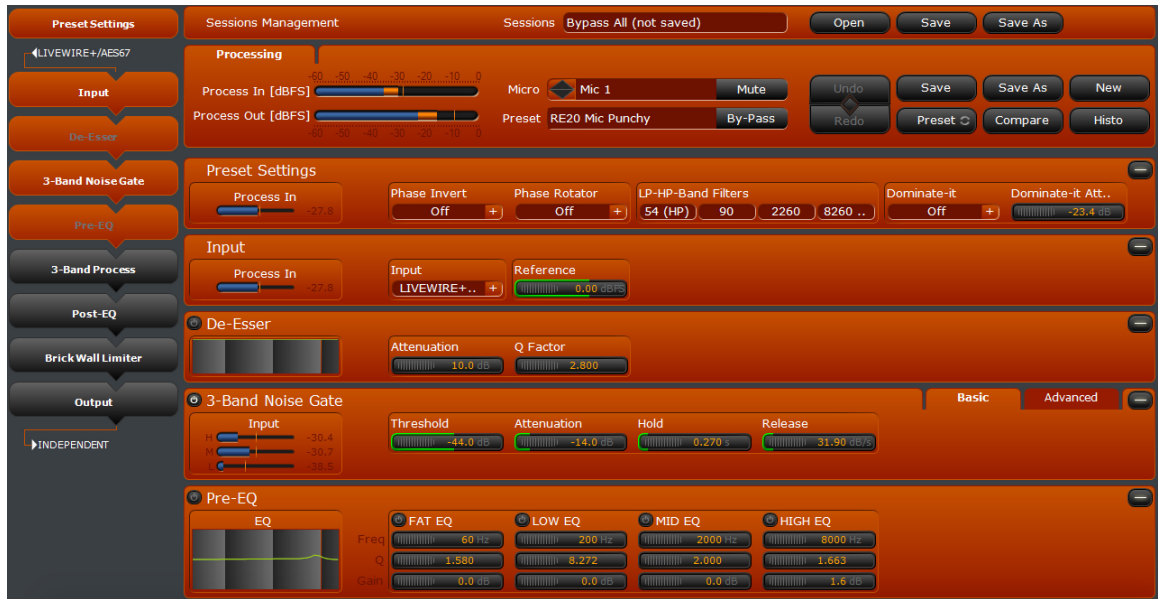 Preset Settings
LIVEWIRE+/AES67
Input
De-Esser
3-Band Noise Gate
Pre-EQ
3-Band Process
Post-EQ
Brick Wall Limiter
Output
INDEPENDENT
Sessions Management Sessions Bypass All (not saved) Open Save Save As
Processing
-60 -50 -40 -30 -20 -10 0
Process In [dBFS] Micro Mic 1 Mute Undo Save Save As New
Process Out [dBFS] Preset RE20 Mic Punchy By-Pass Redo Preset Compare Histo
-60 -50 -40 -30 -20 -10 0
Preset Settings
Process In Phase Invert Phase Rotator LP-HP-Band Filters Dominate-it Dominate-it Att..
-27.8 Off + Off + 54 (HP) 90 2260 8260 .. Off + -23.4 dB
Input
Process In Input Reference
-27.8 LIVEWIRE+.. + 0.00 dBFS
De-Esser
Attenuation Q Factor
10.0 dB 2.800
3-Band Noise Gate Basic Advanced
Input Threshold Attenuation Hold Release
H -30.4 -44.0 dB -14.0 dB 0.270 s 31.90 dB/s
M -30.7
L -38.5
Pre-EQ
EQ FAT EQ LOW EQ MID EQ HIGH EQ
Freq 60 Hz 200 Hz 2000 Hz 8000 Hz
Q 1.580 8.272 2.000 1.663
Gain 0.0 dB 0.0 dB 0.0 dB 1.6 dB